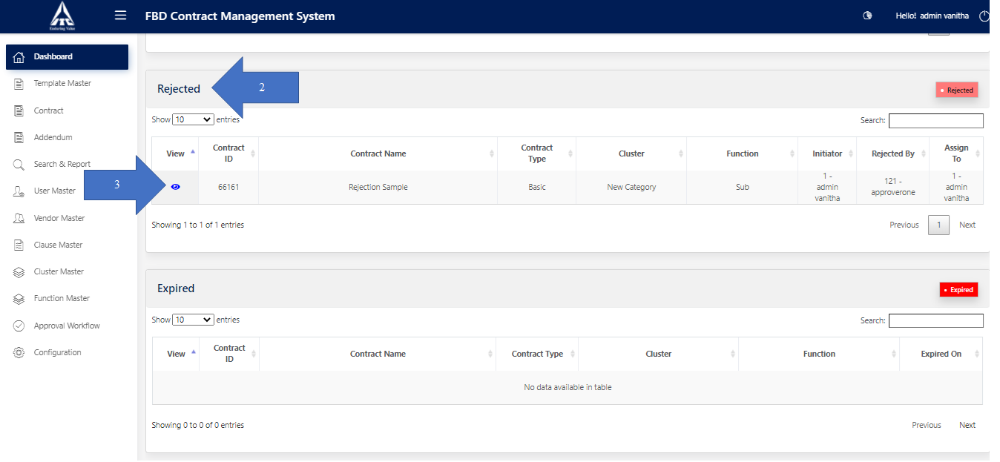 FBD Contract Management System
Hello! admin vanitha
Enduring Value
Dashboard
Template Master
Contract
Addendum
Search & Report
User Master
Vendor Master
Clause Master
Cluster Master
Function Master
Approval Workflow
Configuration
Rejected
2
Rejected
Show 10 entries
Search:
View
Contract ID
Contract Name
Contract Type
Cluster
Function
Initiator
Rejected By
Assign To
3
66161
Rejection Sample
Basic
New Category
Sub
1 - admin vanitha
121 - approverone
1 - admin vanitha
Showing 1 to 1 of 1 entries
Previous 1 Next
Expired
Expired
Show 10 entries
Search:
View
Contract ID
Contract Name
Contract Type
Cluster
Function
Expired On
No data available in table
Showing 0 to 0 of 0 entries
Previous Next